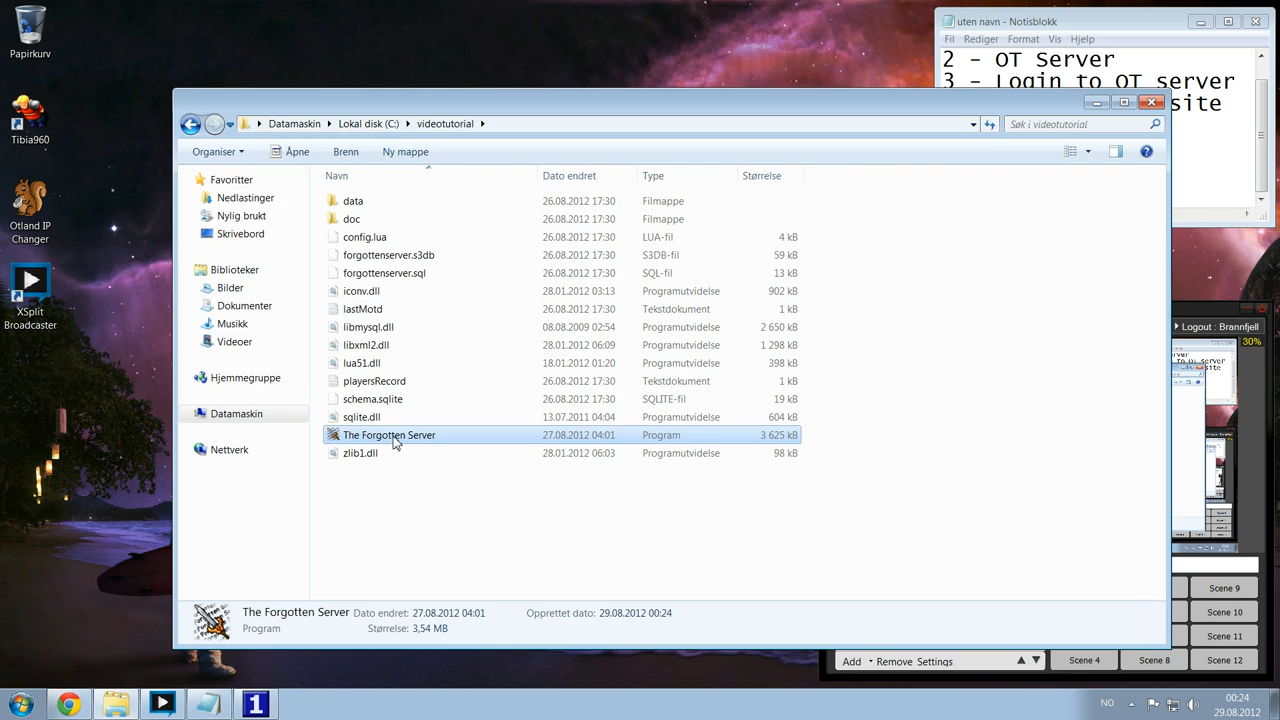 Papirkurv
Tibia960
Otland IP
Changer
XSplit
Broadcaster
uten navn - Notisblokk
Fil Rediger Format Vis Hjelp
2 - OT Server
3 - Login to OT server
site
Datamaskin Lokal disk (C:) videotutorial
Søk i videotutorial
Organiser Åpne Brenn Ny mappe
Favoritter
Nedlastinger
Nylig brukt
Skrivebord
Biblioteker
Bilder
Dokumenter
Musikk
Videoer
Hjemmegruppe
Datamaskin
Nettverk
Navn Dato endret Type Størrelse
data 26.08.2012 17:30 Filmappe
doc 26.08.2012 17:30 Filmappe
config.lua 26.08.2012 17:30 LUA-fil 4 kB
forgottenserver.s3db 26.08.2012 17:30 S3DB-fil 59 kB
forgottenserver.sql 26.08.2012 17:30 SQL-fil 13 kB
iconv.dll 28.01.2012 03:13 Programutvidelse 902 kB
lastMotd 26.08.2012 17:30 Tekstdokument 1 kB
libmysql.dll 08.08.2009 02:54 Programutvidelse 2 650 kB
libxml2.dll 28.01.2012 06:09 Programutvidelse 1 298 kB
lua51.dll 18.01.2012 01:20 Programutvidelse 398 kB
playersRecord 26.08.2012 17:30 Tekstdokument 1 kB
schema.sqlite 26.08.2012 17:30 SQLITE-fil 19 kB
sqlite.dll 13.07.2011 04:04 Programutvidelse 604 kB
The Forgotten Server 27.08.2012 04:01 Program 3 625 kB
zlib1.dll 28.01.2012 06:03 Programutvidelse 98 kB
The Forgotten Server Dato endret: 27.08.2012 04:01 Opprettet dato: 29.08.2012 00:24
Program Størrelse: 3,54 MB
Logout : Brannfjell
30%
Scene 9
Scene 10
Scene 11
Add Remove Settings Scene 4 Scene 8 Scene 12
1
NO
00:24
29.08.2012